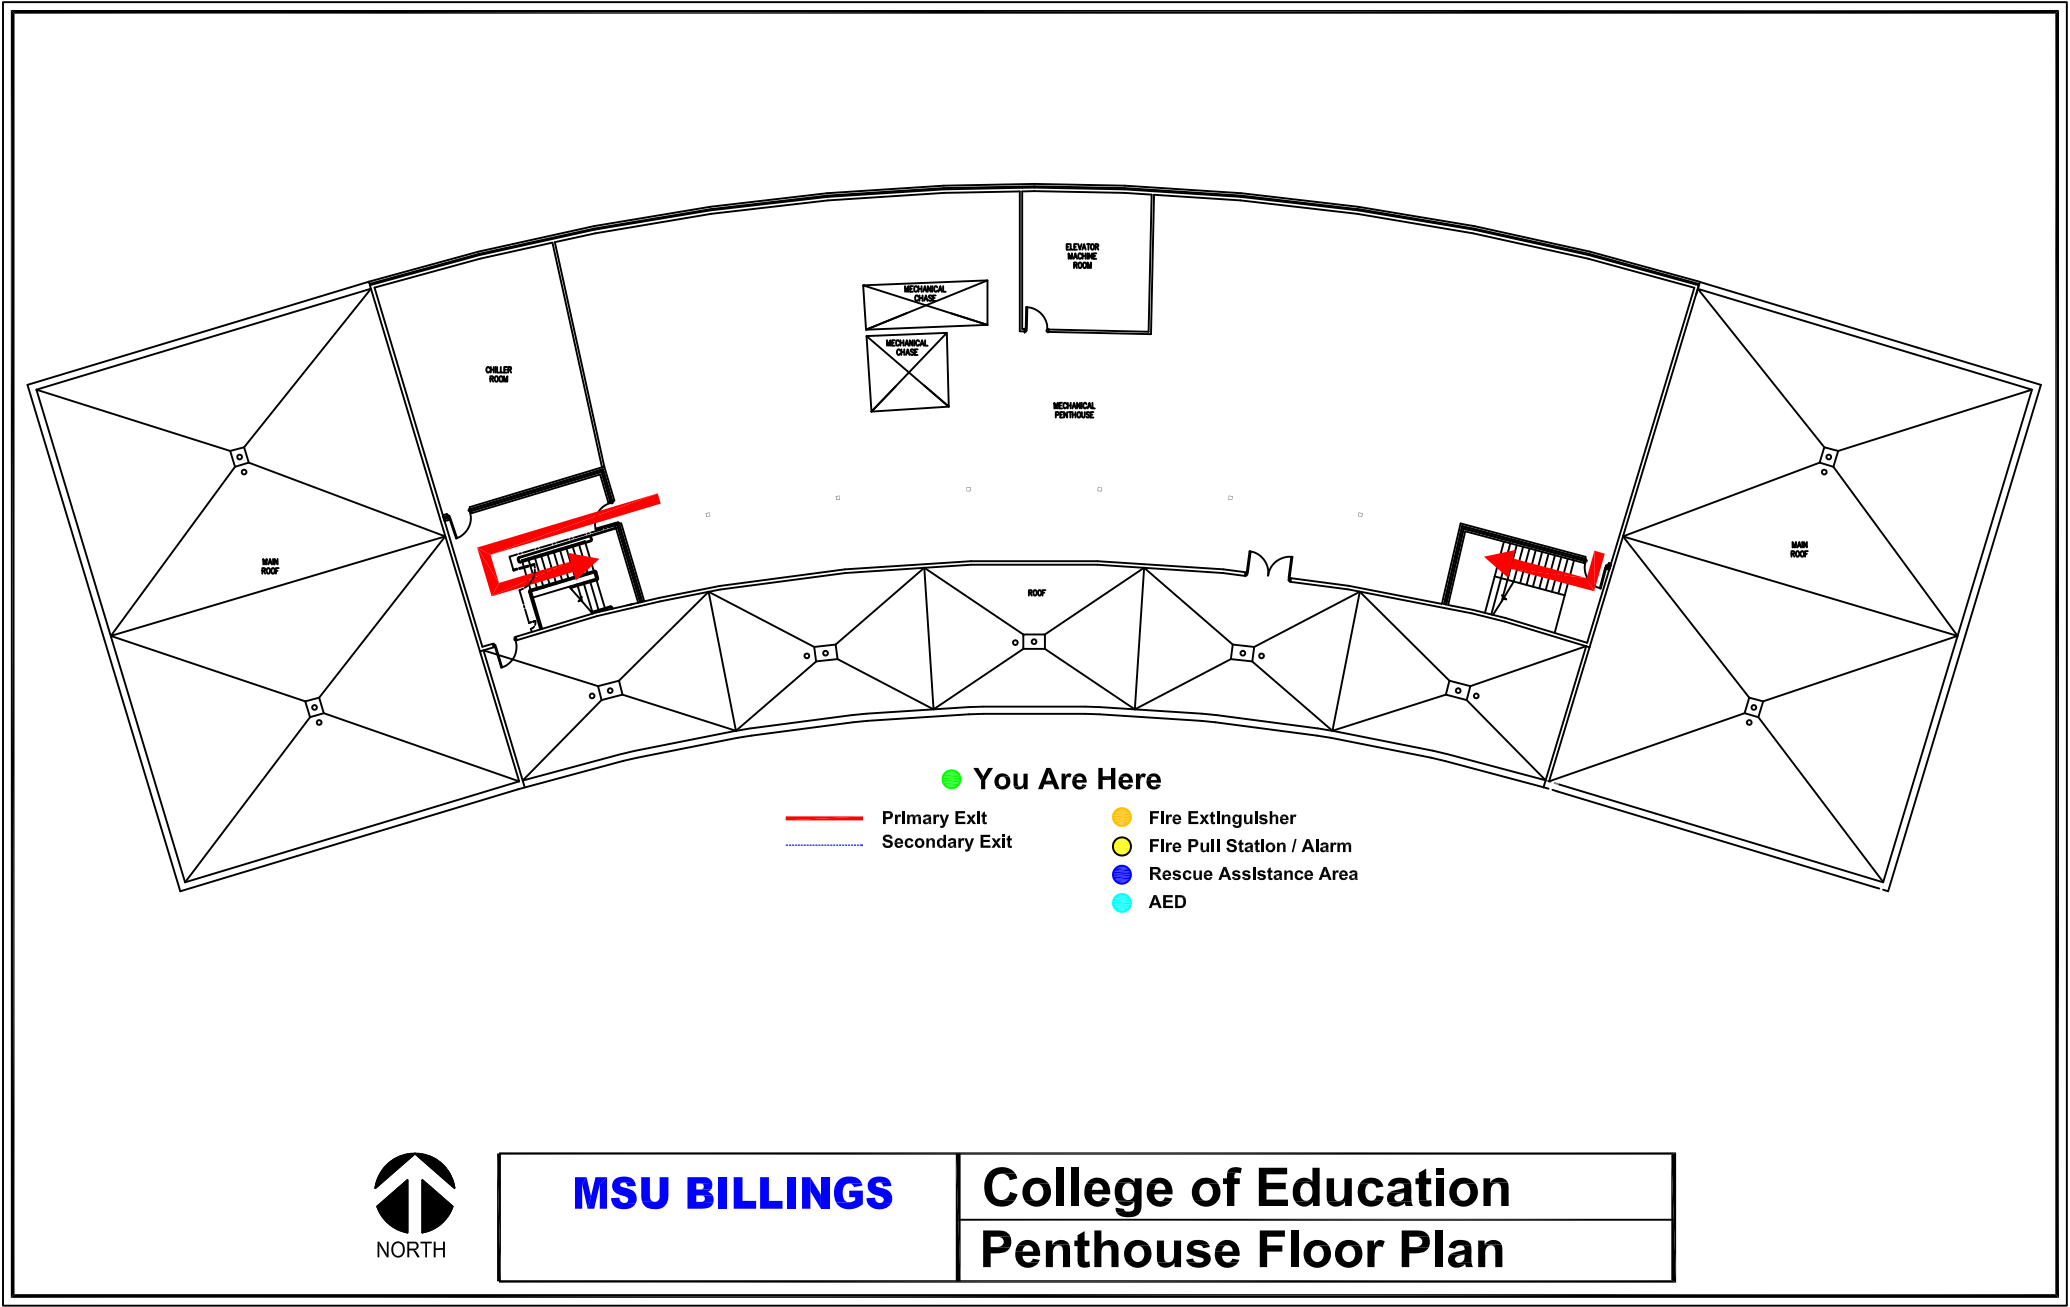 ELEVATOR
MACHINE
ROOM
MECHANICAL
CHASE
MECHANICAL
CHASE
CHILLER
ROOM
MECHANICAL
PENTHOUSE
MAIN
ROOF
MAIN
ROOF
ROOF
You Are Here
Primary Exit
Secondary Exit
Fire Extinguisher
Fire Pull Station / Alarm
Rescue Assistance Area
AED
NORTH
MSU BILLINGS
College of Education
Penthouse Floor Plan